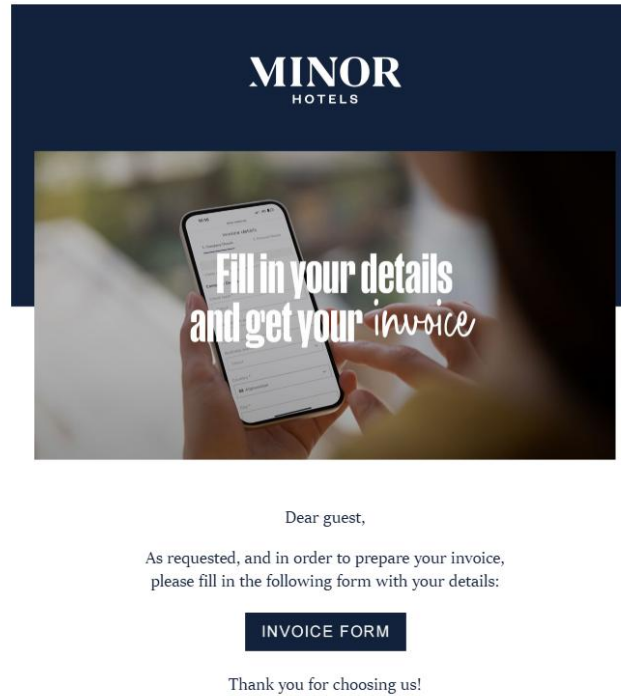 MINOR
HOTELS
Fill in your details
and get your invoice
Dear guest,
As requested, and in order to prepare your invoice,
please fill in the following form with your details:
INVOICE FORM
Thank you for choosing us!